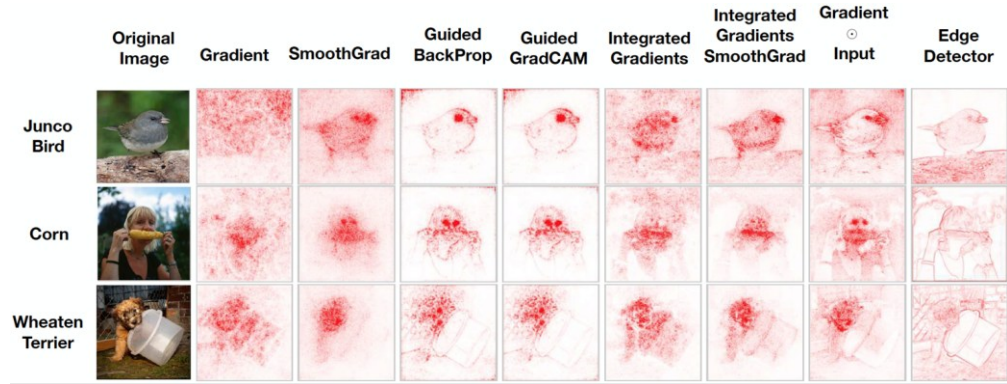 Original
Image
Gradient
SmoothGrad
Guided
BackProp
Guided
GradCAM
Integrated
Gradients
Integrated
Gradients
SmoothGrad
Gradient
⊙
Input
Edge
Detector
Junco
Bird
Corn
Wheaten
Terrier